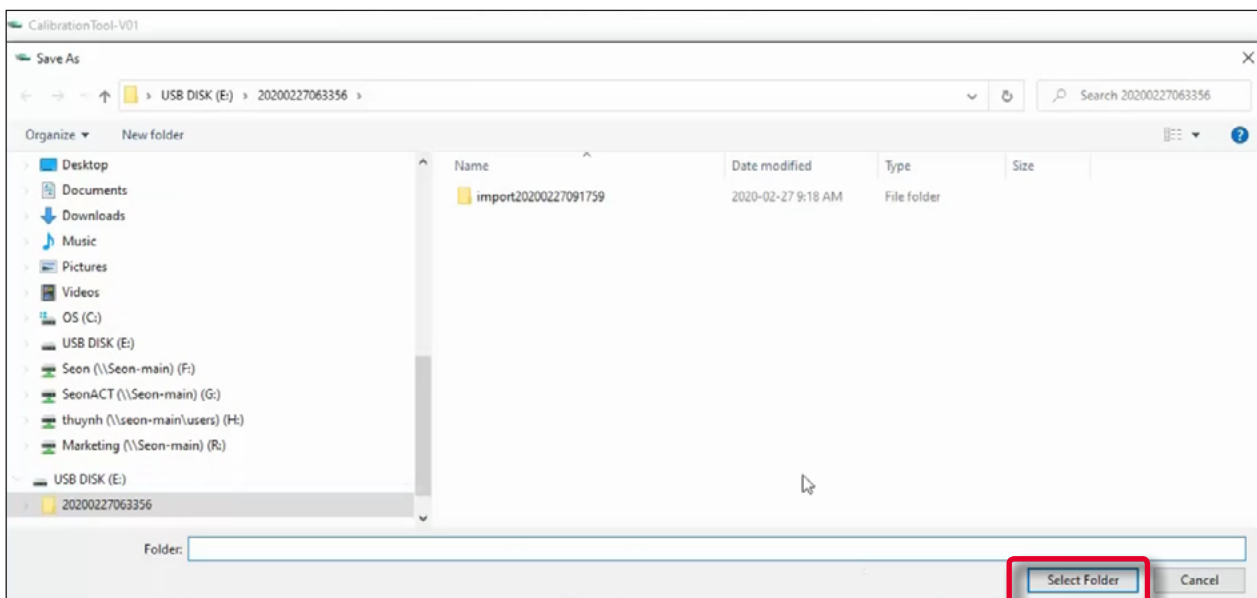 CalibrationTool-V01
Save As
USB DISK (E:) › 20200227063356 ›
Search 20200227063356
Organize
New folder
Name
Date modified
Type
Size
import20200227091759
2020-02-27 9:18 AM
File folder
Desktop
Documents
Downloads
Music
Pictures
Videos
OS (C:)
USB DISK (E:)
Seon (\\Seon-main) (F:)
SeonACT (\\Seon-main) (G:)
thuynh (\\seon-main\users) (H:)
Marketing (\\Seon-main) (R:)
USB DISK (E:)
20200227063356
Folder:
Select Folder
Cancel